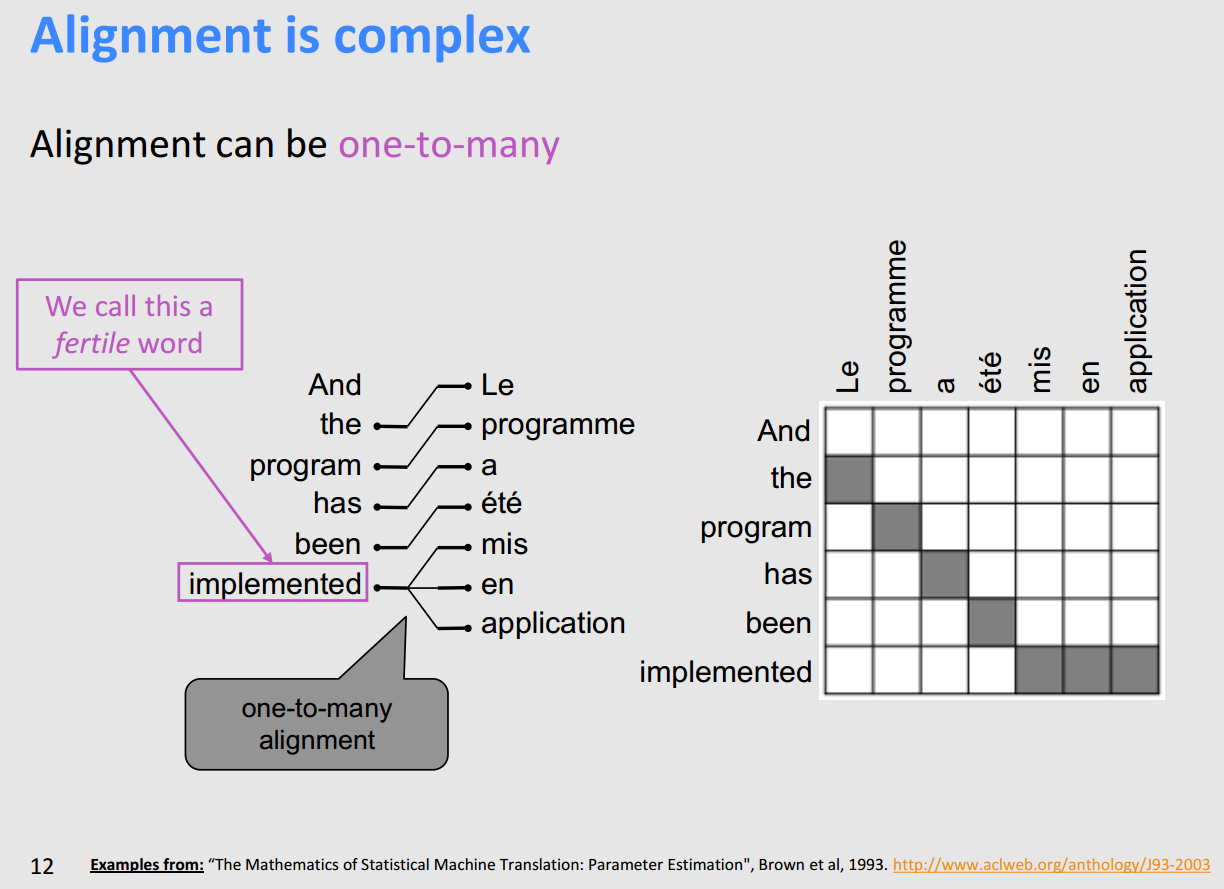 Alignment is complex
Alignment can be one-to-many
We call this a
fertile word
And
the
program
has
been
implemented
Le
programme
a
été
mis
en
application
one-to-many
alignment
Le
programme
a
été
mis
en
application
And
the
program
has
been
implemented
12
Examples from: “The Mathematics of Statistical Machine Translation: Parameter Estimation", Brown et al, 1993. http://www.aclweb.org/anthology/J93-2003